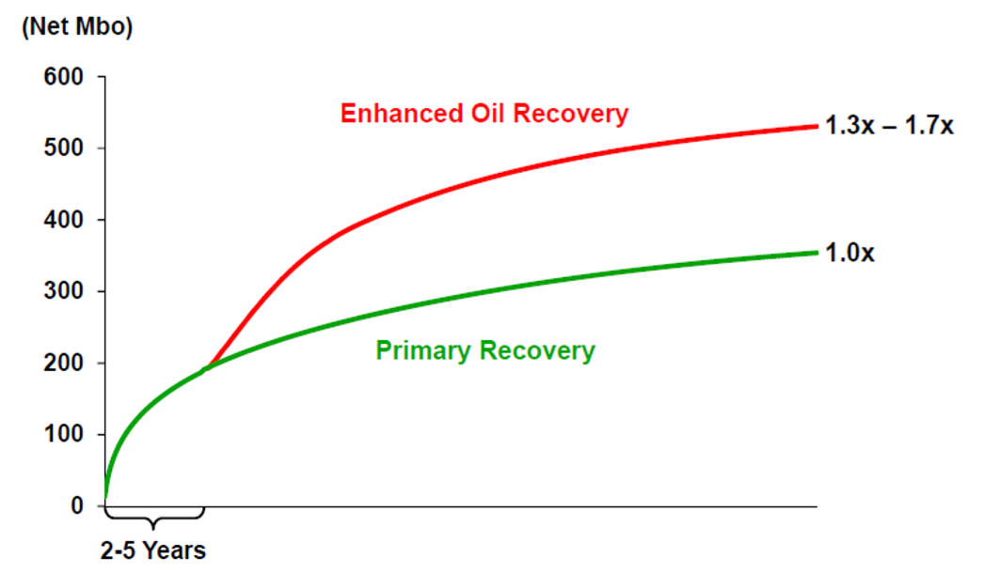 (Net Mbo)
600
Enhanced Oil Recovery
1.3x – 1.7x
500
400
1.0x
300
Primary Recovery
200
100
0
2-5 Years